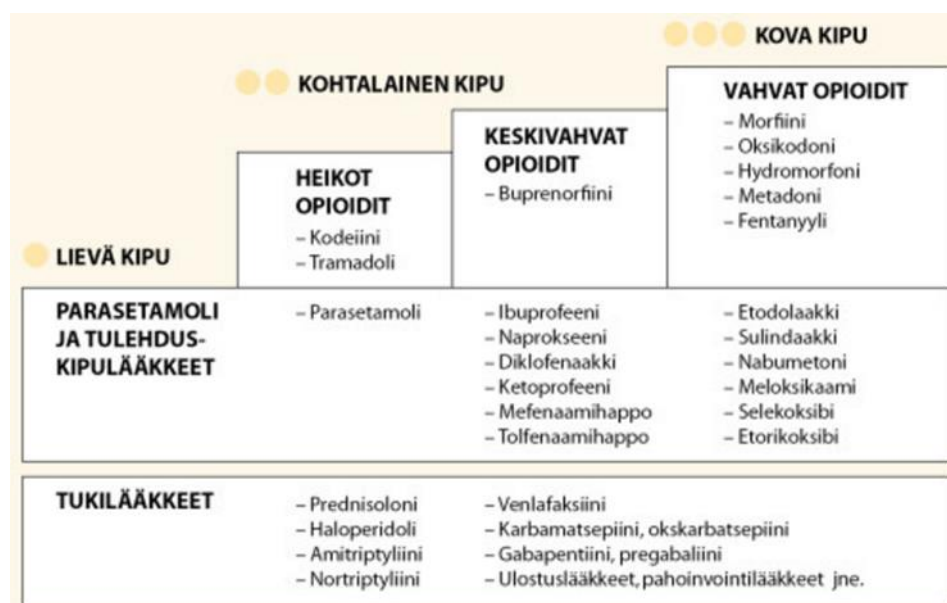 KOVA KIPU
KOHTALAINEN KIPU
LIEVÄ KIPU
HEIKOT
OPIOIDIT
– Kodeiini
– Tramadoli
KESKIVAHVAT
OPIOIDIT
– Buprenorfiini
VAHVAT OPIOIDIT
– Morfiini
– Oksikodoni
– Hydromorfoni
– Metadoni
– Fentanyyli
PARASETAMOLI
JA TULEHDUS-
KIPULÄÄKKEET
– Parasetamoli
– Ibuprofeeni
– Naprokseeni
– Diklofenaakki
– Ketoprofeeni
– Mefenaamihappo
– Tolfenaamihappo
– Etodolaakki
– Sulindaakki
– Nabumetoni
– Meloksikaami
– Selekoksibi
– Etorikoksibi
TUKILÄÄKKEET
– Prednisoloni
– Haloperidoli
– Amitriptyliini
– Nortriptyliini
– Venlafaksiini
– Karbamatsepiini, okskarbatsepiini
– Gabapentiini, pregabaliini
– Ulostuslääkkeet, pahoinvointilääkkeet jne.